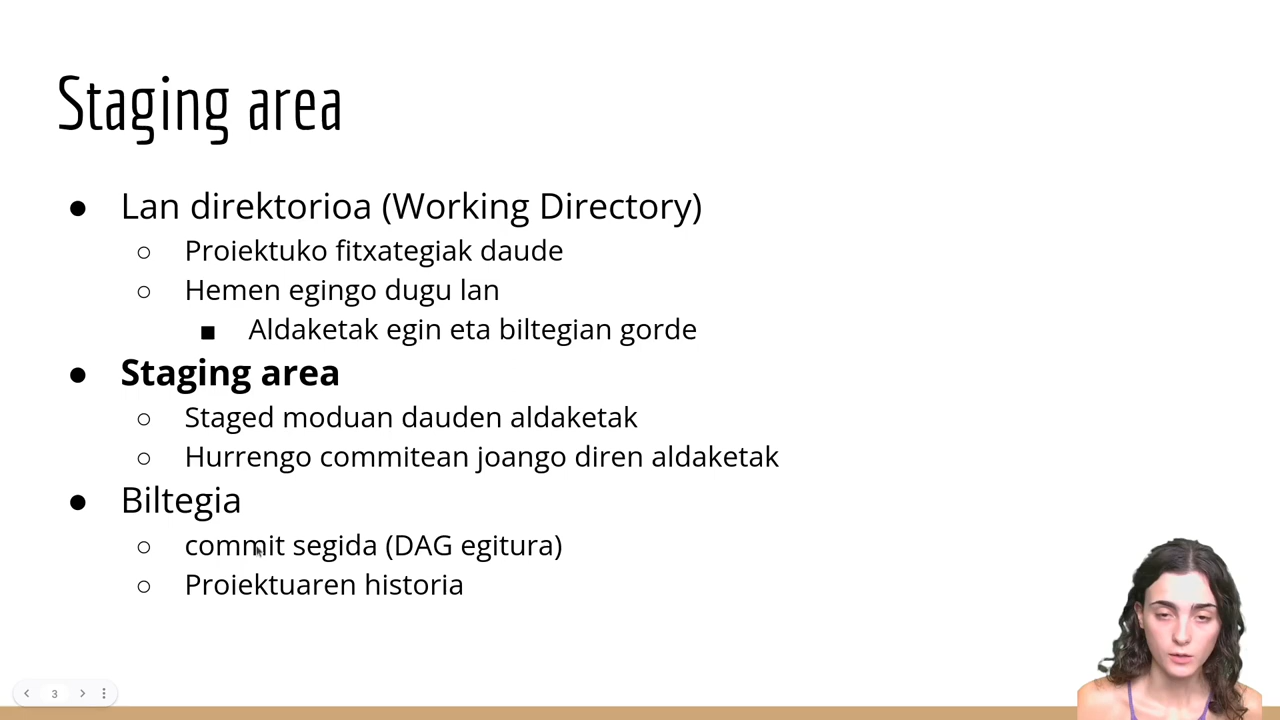 Staging area
● Lan direktorioa (Working Directory)
○ Proiektuko fitxategiak daude
○ Hemen egingo dugu lan
■ Aldaketak egin eta biltegian gorde
● Staging area
○ Staged moduan dauden aldaketak
○ Hurrengo commitean joango diren aldaketak
● Biltegia
○ commit segida (DAG egitura)
○ Proiektuaren historia
3